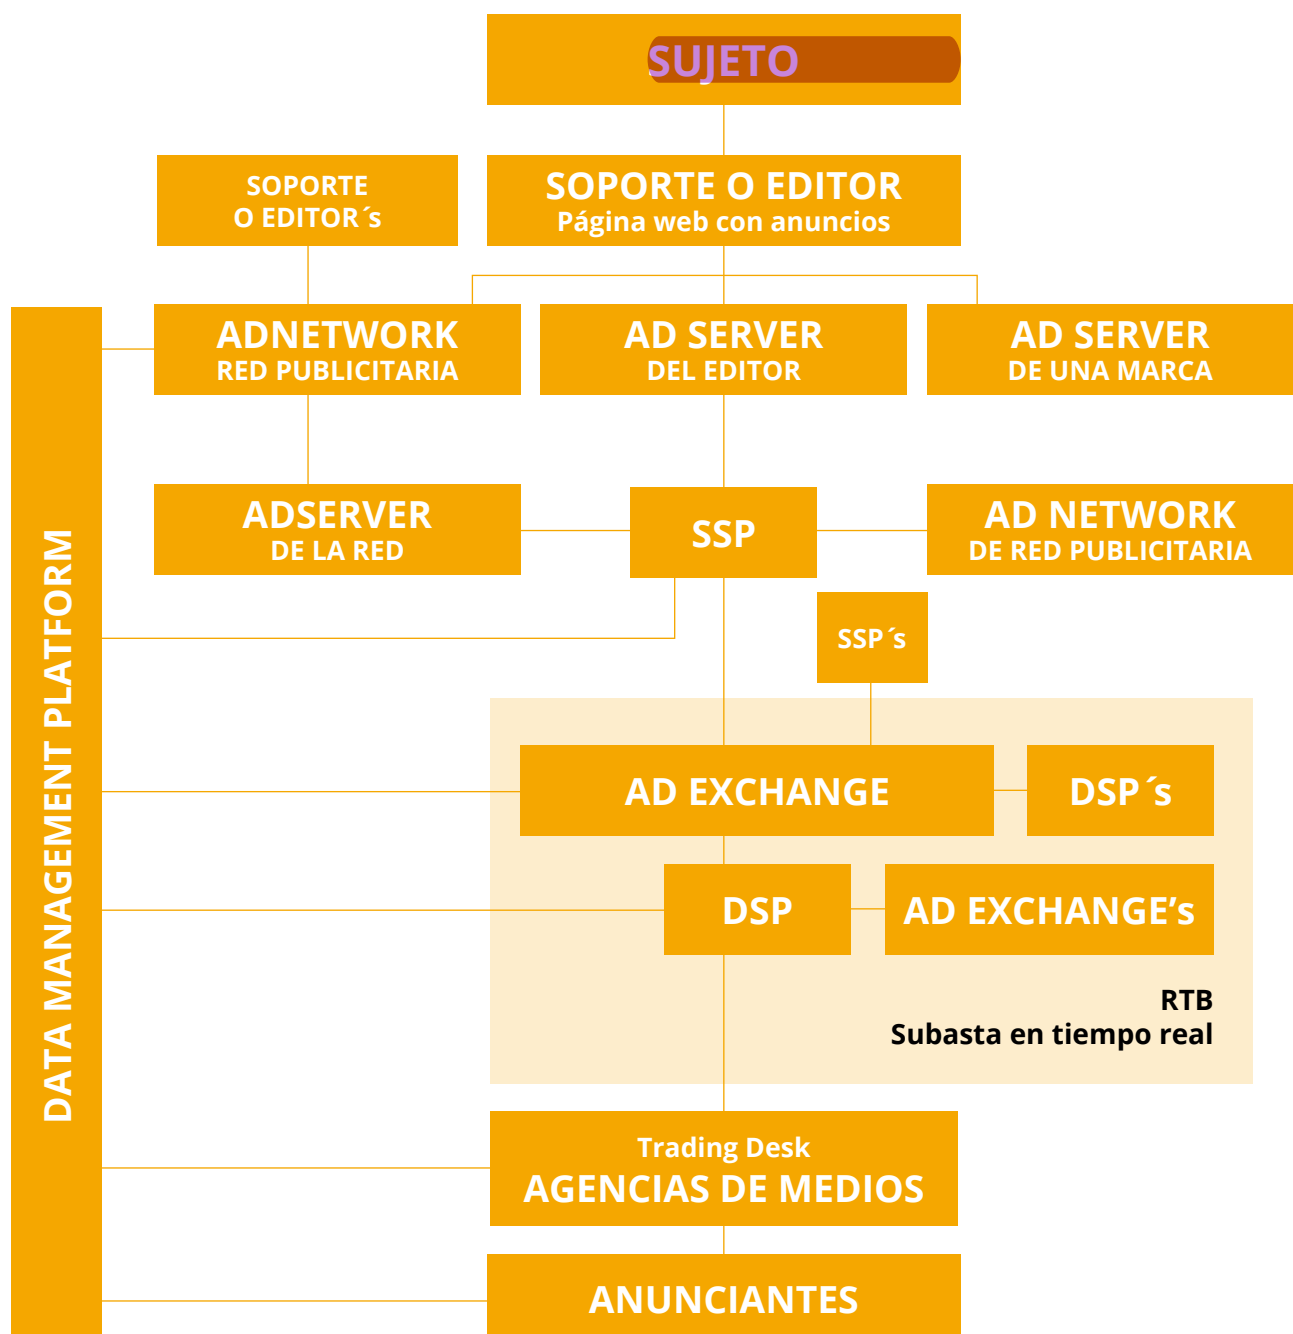 SUJETO
SOPORTE
O EDITOR´s
SOPORTE O EDITOR
Página web con anuncios
ADNETWORK
RED PUBLICITARIA
AD SERVER
DEL EDITOR
AD SERVER
DE UNA MARCA
ADSERVER
DE LA RED
SSP
AD NETWORK
DE RED PUBLICITARIA
SSP´s
DATA MANAGEMENT PLATFORM
AD EXCHANGE
DSP´s
DSP
AD EXCHANGE’s
RTB
Subasta en tiempo real
Trading Desk
AGENCIAS DE MEDIOS
ANUNCIANTES